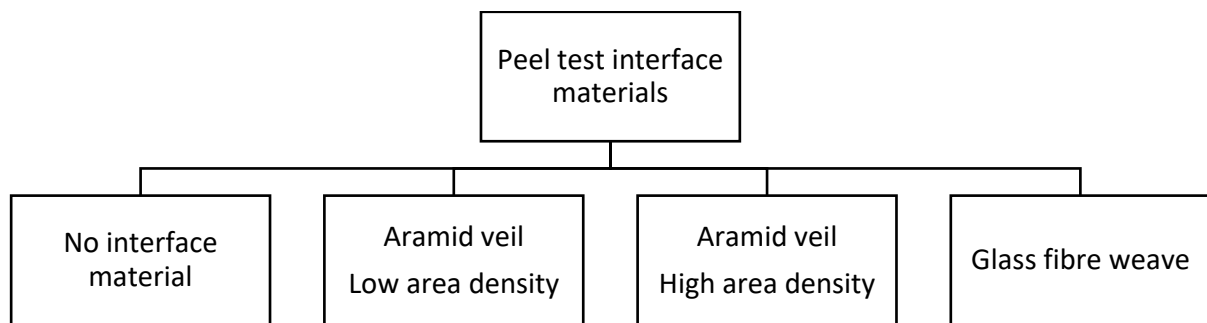 Peel test interface
materials
No interface
material
Aramid veil
Low area density
Aramid veil
High area density
Glass fibre weave